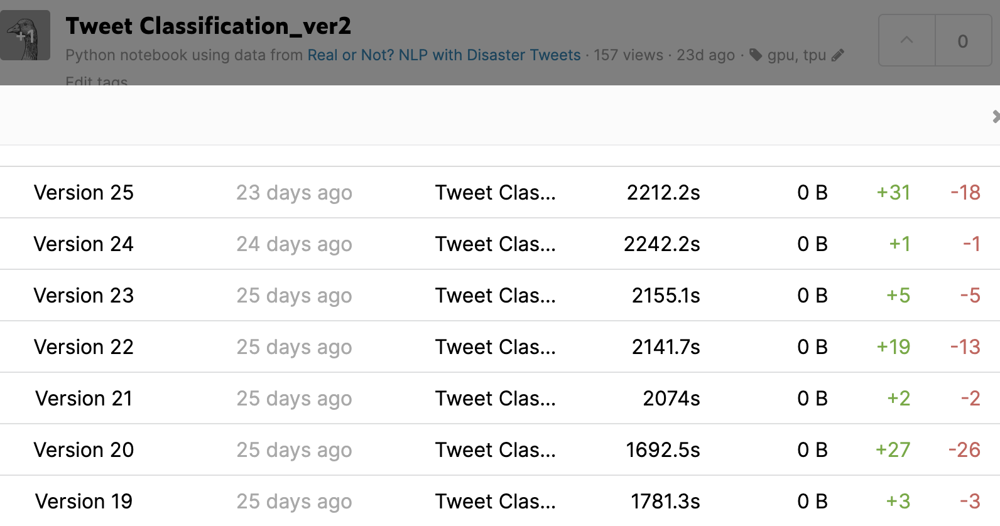 +1
Tweet Classification_ver2
Python notebook using data from Real or Not? NLP with Disaster Tweets · 157 views · 23d ago · gpu, tpu
0
Edit tags
Version 25 23 days ago Tweet Clas... 2212.2s 0 B +31 -18
Version 24 24 days ago Tweet Clas... 2242.2s 0 B +1 -1
Version 23 25 days ago Tweet Clas... 2155.1s 0 B +5 -5
Version 22 25 days ago Tweet Clas... 2141.7s 0 B +19 -13
Version 21 25 days ago Tweet Clas... 2074s 0 B +2 -2
Version 20 25 days ago Tweet Clas... 1692.5s 0 B +27 -26
Version 19 25 days ago Tweet Clas... 1781.3s 0 B +3 -3